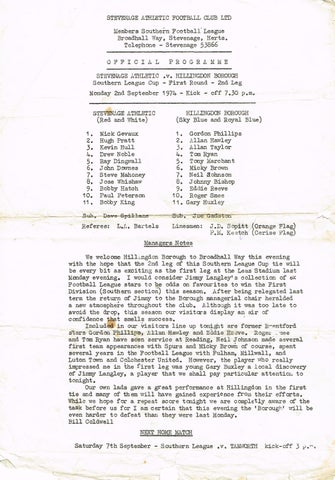 STEVENAGE ATHLETIC FOOTBALL CLUB LTD
Members Southern Football League
Broadhall Way, Stevenage, Herts.
Telephone - Stevenage 53866
OFFICIAL PROGRAMME
STEVENAGE ATHLETIC .v. HILLINGDON BOROUGH
Southern League Cup - First Round - 2nd Leg
Monday 2nd September 1974 - Kick - off 7.30 p.m.
STEVENAGE ATHLETIC HILLINGDON BOROUGH
(Red and White) (Sky Blue and Royal Blue)
1. Nick Gevaux 1. Gordon Phillips
2. Hugh Pratt 2. Allan Hawley
3. Kevin Hall 3. Allan Taylor
4. Drew Noble 4. Tom Ryan
5. Ray Dingwall 5. Tony Marchant
6. John Downes 6. Micky Brown
7. Steve Mahoney 7. Neil Johnson
8. Joss Whishaw 8. Johnny Bishop
9. Bobby Hatch 9. Eddie Reeve
10. Paul Peterson 10. Roger Smee
11. Bobby King 11. Gary Huxley
Sub. Dave Spilhane Sub. Joe Gadston
Referee: L.A. Bartels Linesmen: J.D. Hopitt (Orange Flag)
P.M. Keetch (Cerise Flag)
Managers Notes
We welcome Hillingdon Borough to Broadhall Way this evening
with the hope that the 2nd leg of this Southern League Cup tie will
be every bit as exciting as the first leg at the Leas Stadium last
Monday evening. I would consider Jimmy Langley's collection of ex
Football League stars to be odds on favourites to win the First
Division (Southern section) this season. After being relegated last
term the return of Jimmy to the Borough managerial chair heralded
a new atmosphere throughout the club. Although it was too late to
avoid the drop, this season our visitors display an air of
confidence that smells success.
Included in our visitors line up tonight are former Brentford
stars Gordon Phillips, Allan Hawley and Eddie Reeve. Roger Smee
and Tom Ryan have seen service at Reading, Neil Johnson made several
first team appearances with Spurs and Micky Brown of course, spent
several years in the Football League with Fulham, Millwall, and
Luton Town and Colchester United. However, the player who really
impressed me in the first leg was young Gary Huxley a local discovery
of Jimmy Langley, a player that we shall pay particular attention to
tonight.
Our own lads gave a great performance at Hillingdon in the first
tie and many of them will have gained experience from their efforts.
While we hope for a repeat score tonight we are completly aware of the
task before us for I am certain that this evening the 'Borough' will be
even harder to defeat than they were last Monday.
Bill Coldwell
NEXT HOME MATCH
Saturday 7th September - Southern League .v. TAMWORTH kick-off 3 p.m.